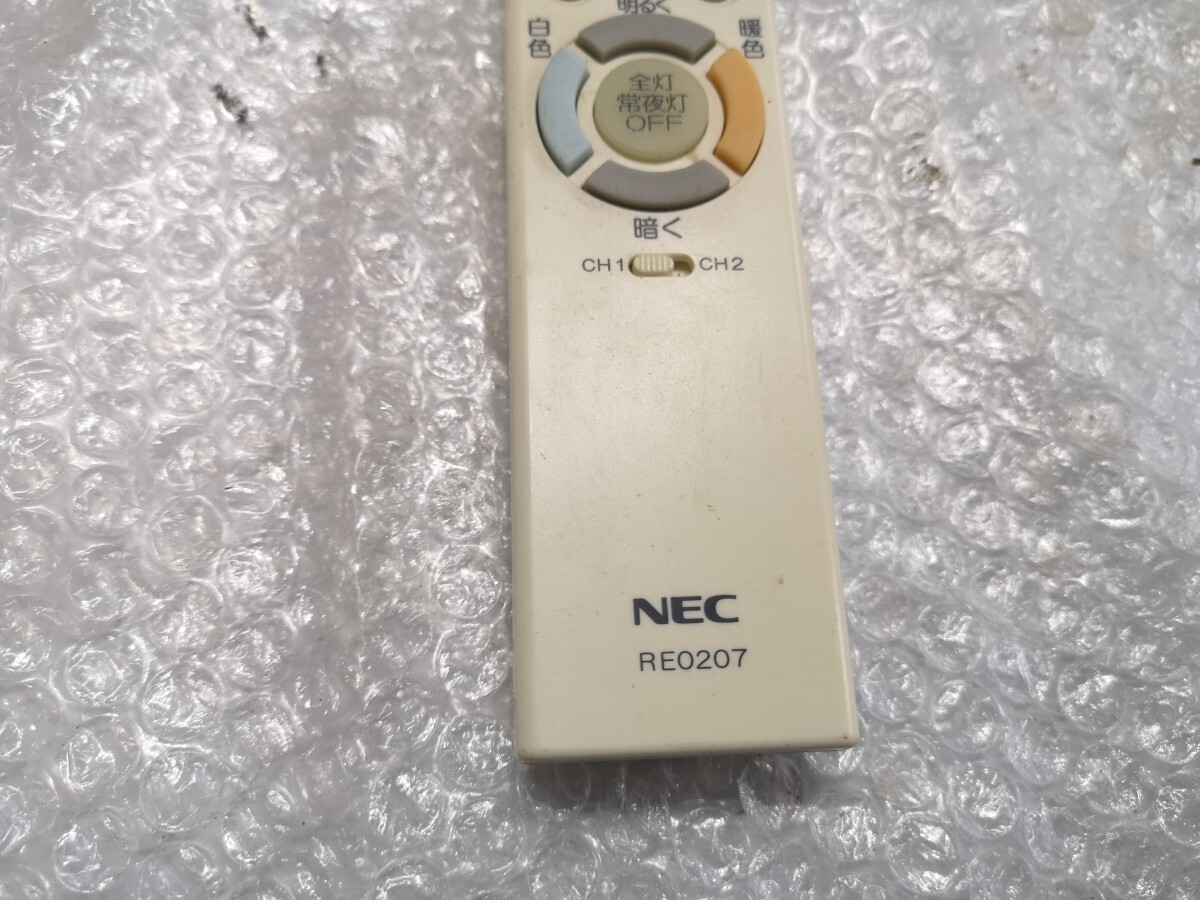 明るく
白色
暖色
全灯
常夜灯
OFF
暗く
CH1 CH2
NEC
RE0207